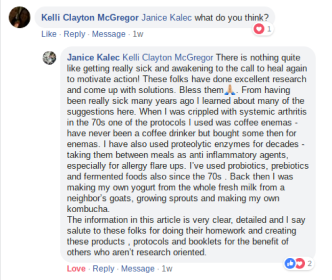 Kelli Clayton McGregor Janice Kalec what do you think?
1
Like · Reply · Message · 1w
Janice Kalec Kelli Clayton McGregor There is nothing quite
like getting really sick and awakening to the call to heal again
to motivate action! These folks have done excellent research
and come up with solutions. Bless them🙏. From having
been really sick many years ago I learned about many of the
suggestions here. When I was crippled with systemic arthritis
in the 70s one of the protocols I used was coffee enemas -
have never been a coffee drinker but bought some then for
enemas. I have also used proteolytic enzymes for decades -
taking them between meals as anti inflammatory agents,
especially for allergy flare ups. I've used probiotics, prebiotics
and fermented foods also since the 70s . Back then I was
making my own yogurt from the whole fresh milk from a
neighbor's goats, growing sprouts and making my own
kombucha.
The information in this article is very clear, detailed and I say
salute to these folks for doing their homework and creating
these products , protocols and booklets for the benefit of
others who aren't research oriented.
2
Love · Reply · Message · 1w